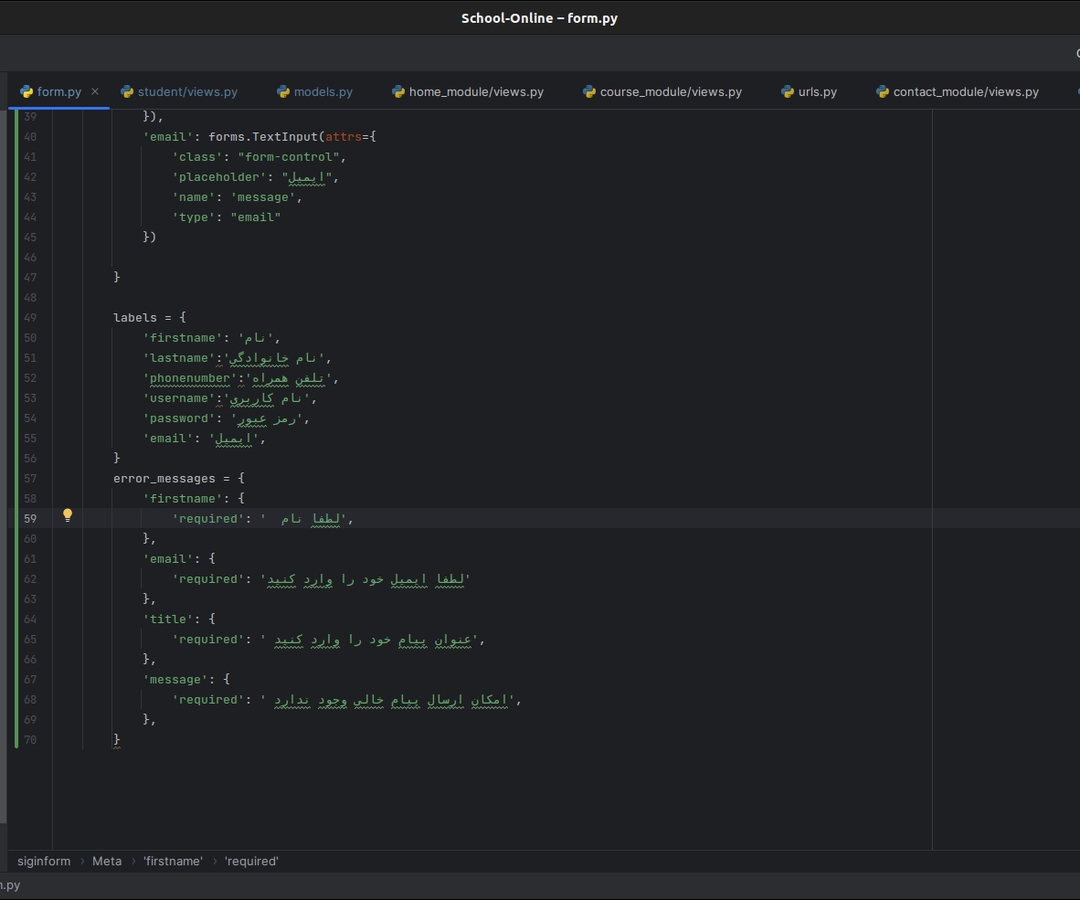 School-Online – form.py
form.py student/views.py models.py home_module/views.py course_module/views.py urls.py contact_module/views.py
39 }),
40 'email': forms.TextInput(attrs={
41 'class': "form-control",
42 'placeholder': "ایمیل",
43 'name': 'message',
44 'type': "email"
45 })
46
47 }
48
49 labels = {
50 'firstname': 'نام',
51 'lastname':'نام خانوادگی',
52 'phonenumber':'تلفن همراه',
53 'username':'نام کاربری',
54 'password': 'رمز عبور',
55 'email': 'ایمیل',
56 }
57 error_messages = {
58 'firstname': {
59 'required': 'لطفا نام  ',
60 },
61 'email': {
62 'required': 'لطفا ایمیل خود را وارد کنید'
63 },
64 'title': {
65 'required': 'عنوان پیام خود را وارد کنید ',
66 },
67 'message': {
68 'required': 'امکان ارسال پیام خالی وجود ندارد ',
69 },
70 }
siginform › Meta › 'firstname' › 'required'
.py